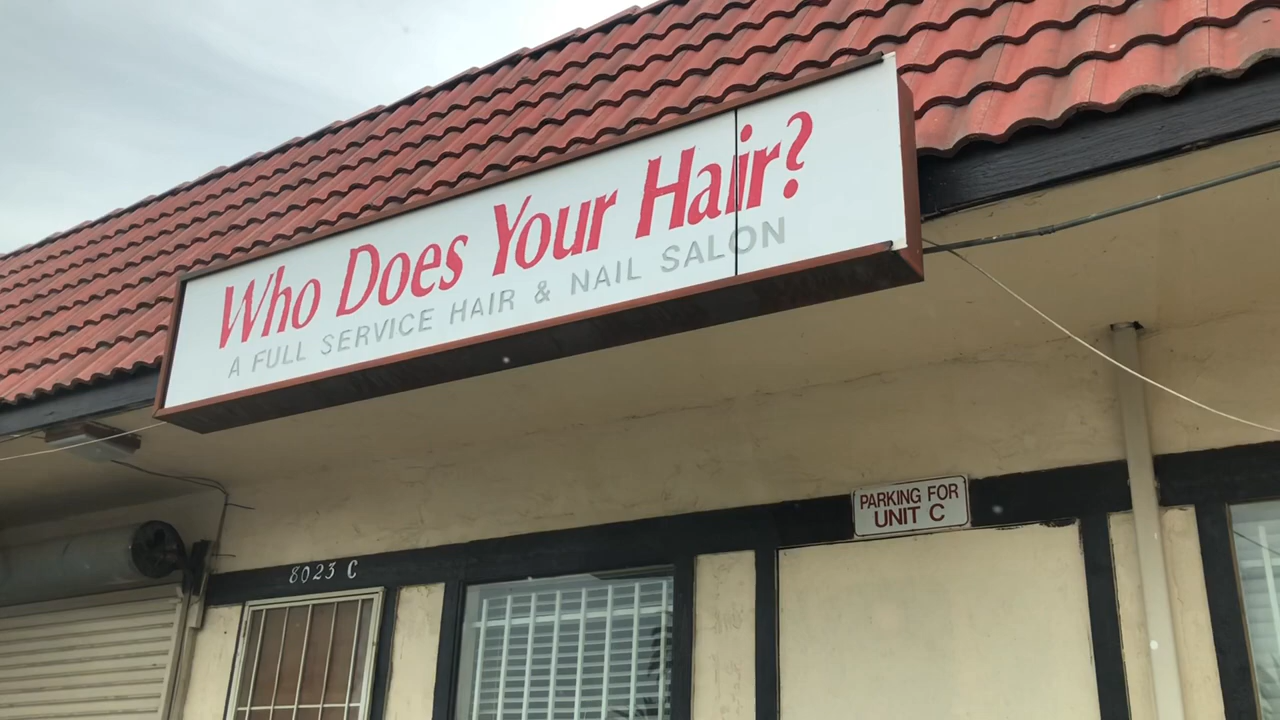 Who Does Your Hair?
A FULL SERVICE HAIR & NAIL SALON
PARKING FOR
UNIT C
8023 C